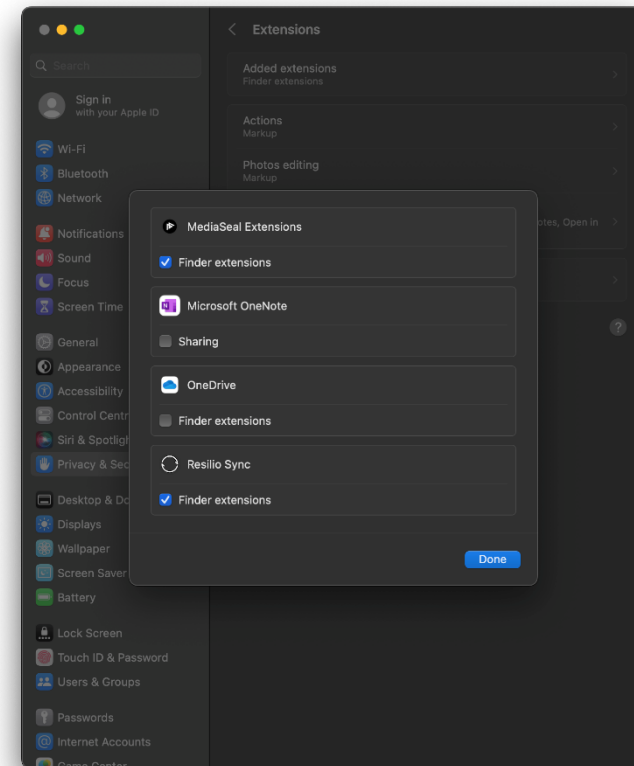 Extensions
Search
Added extensions
Finder extensions
Sign in
with your Apple ID
Actions
Markup
Wi-Fi
Photos editing
Markup
Bluetooth
Network
MediaSeal Extensions
Finder extensions
Microsoft OneNote
Sharing
OneDrive
Finder extensions
Resilio Sync
Finder extensions
Done
Open in
?
Notifications
Sound
Focus
Screen Time
General
Appearance
Accessibility
Control Centr
Siri & Spotligh
Privacy & Sec
Desktop & Do
Displays
Wallpaper
Screen Saver
Battery
Lock Screen
Touch ID & Password
Users & Groups
Passwords
Internet Accounts
Game Center